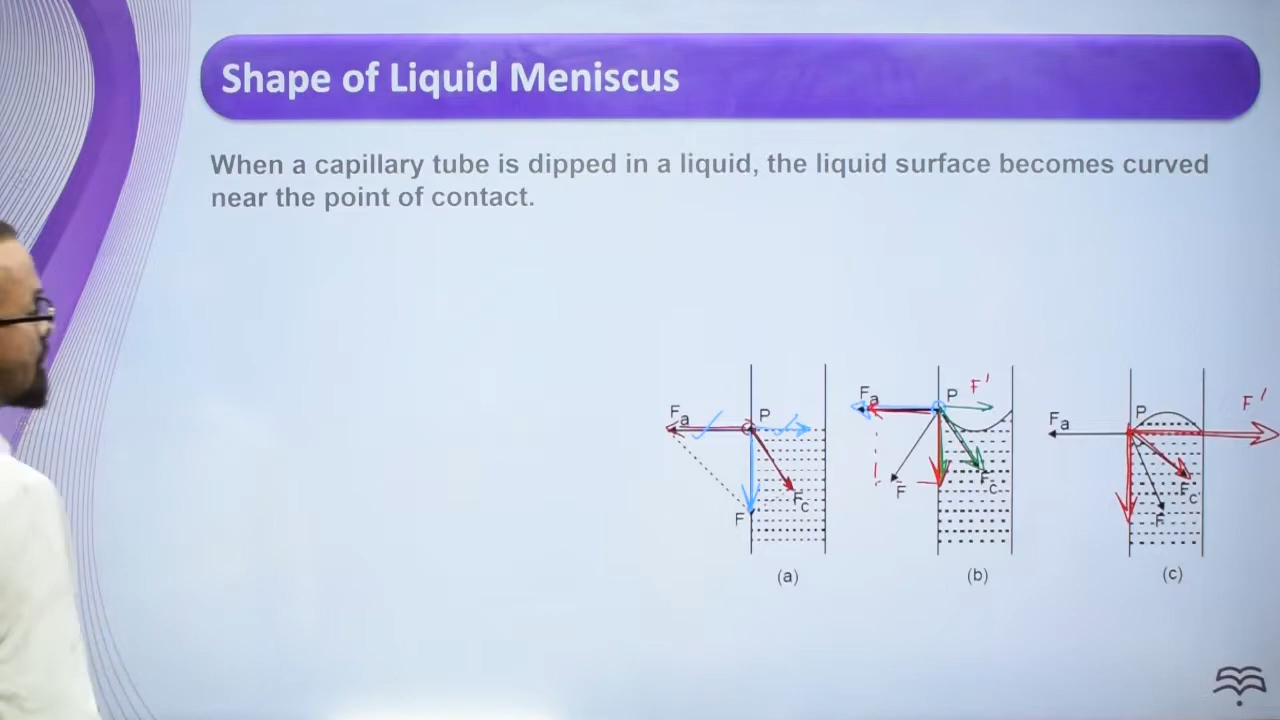 Shape of Liquid Meniscus
When a capillary tube is dipped in a liquid, the liquid surface becomes curved
near the point of contact.
Fa P Fc F
(a)
Fa P F' F Fc
(b)
Fa P F' Fc F
(c)